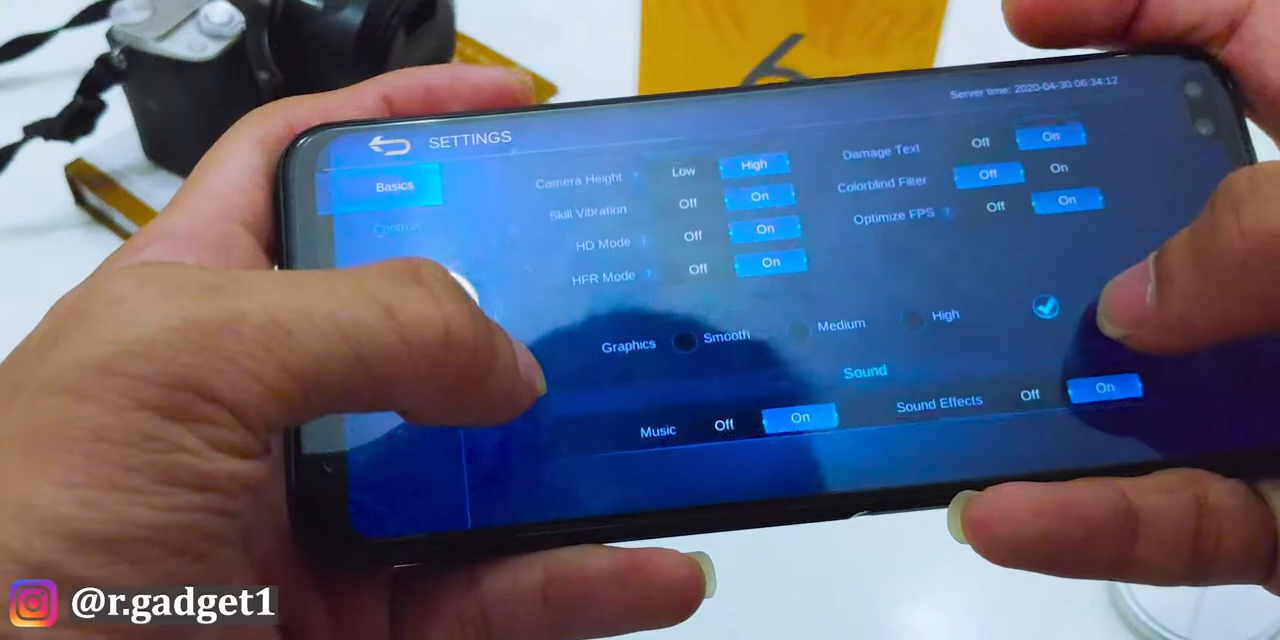 6
Server time: 2020-04-30 06:34:12
SETTINGS
Basics
Controls
Camera Height ? Low High
Damage Text Off On
Skill Vibration Off On
Colorblind Filter Off On
HD Mode ? Off On
Optimize FPS ? Off On
HFR Mode ? Off On
Graphics Smooth Medium High
Sound
Music Off On
Sound Effects Off On
@r.gadget1